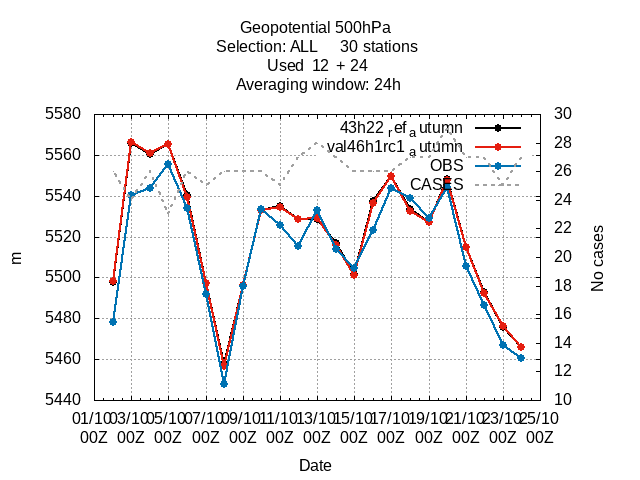 Geopotential 500hPa
Selection: ALL 30 stations
Used 12 + 24
Averaging window: 24h
5580
5560
5540
5520
5500
5480
5460
5440
m
30
28
26
24
22
20
18
16
14
12
10
No cases
43h22_ref_autumn
val46h1rc1_autumn
OBS
CASES
01/10 03/10 05/10 07/10 09/10 11/10 13/10 15/10 17/10 19/10 21/10 23/10 25/10
00Z 00Z 00Z 00Z 00Z 00Z 00Z 00Z 00Z 00Z 00Z 00Z 00Z
Date